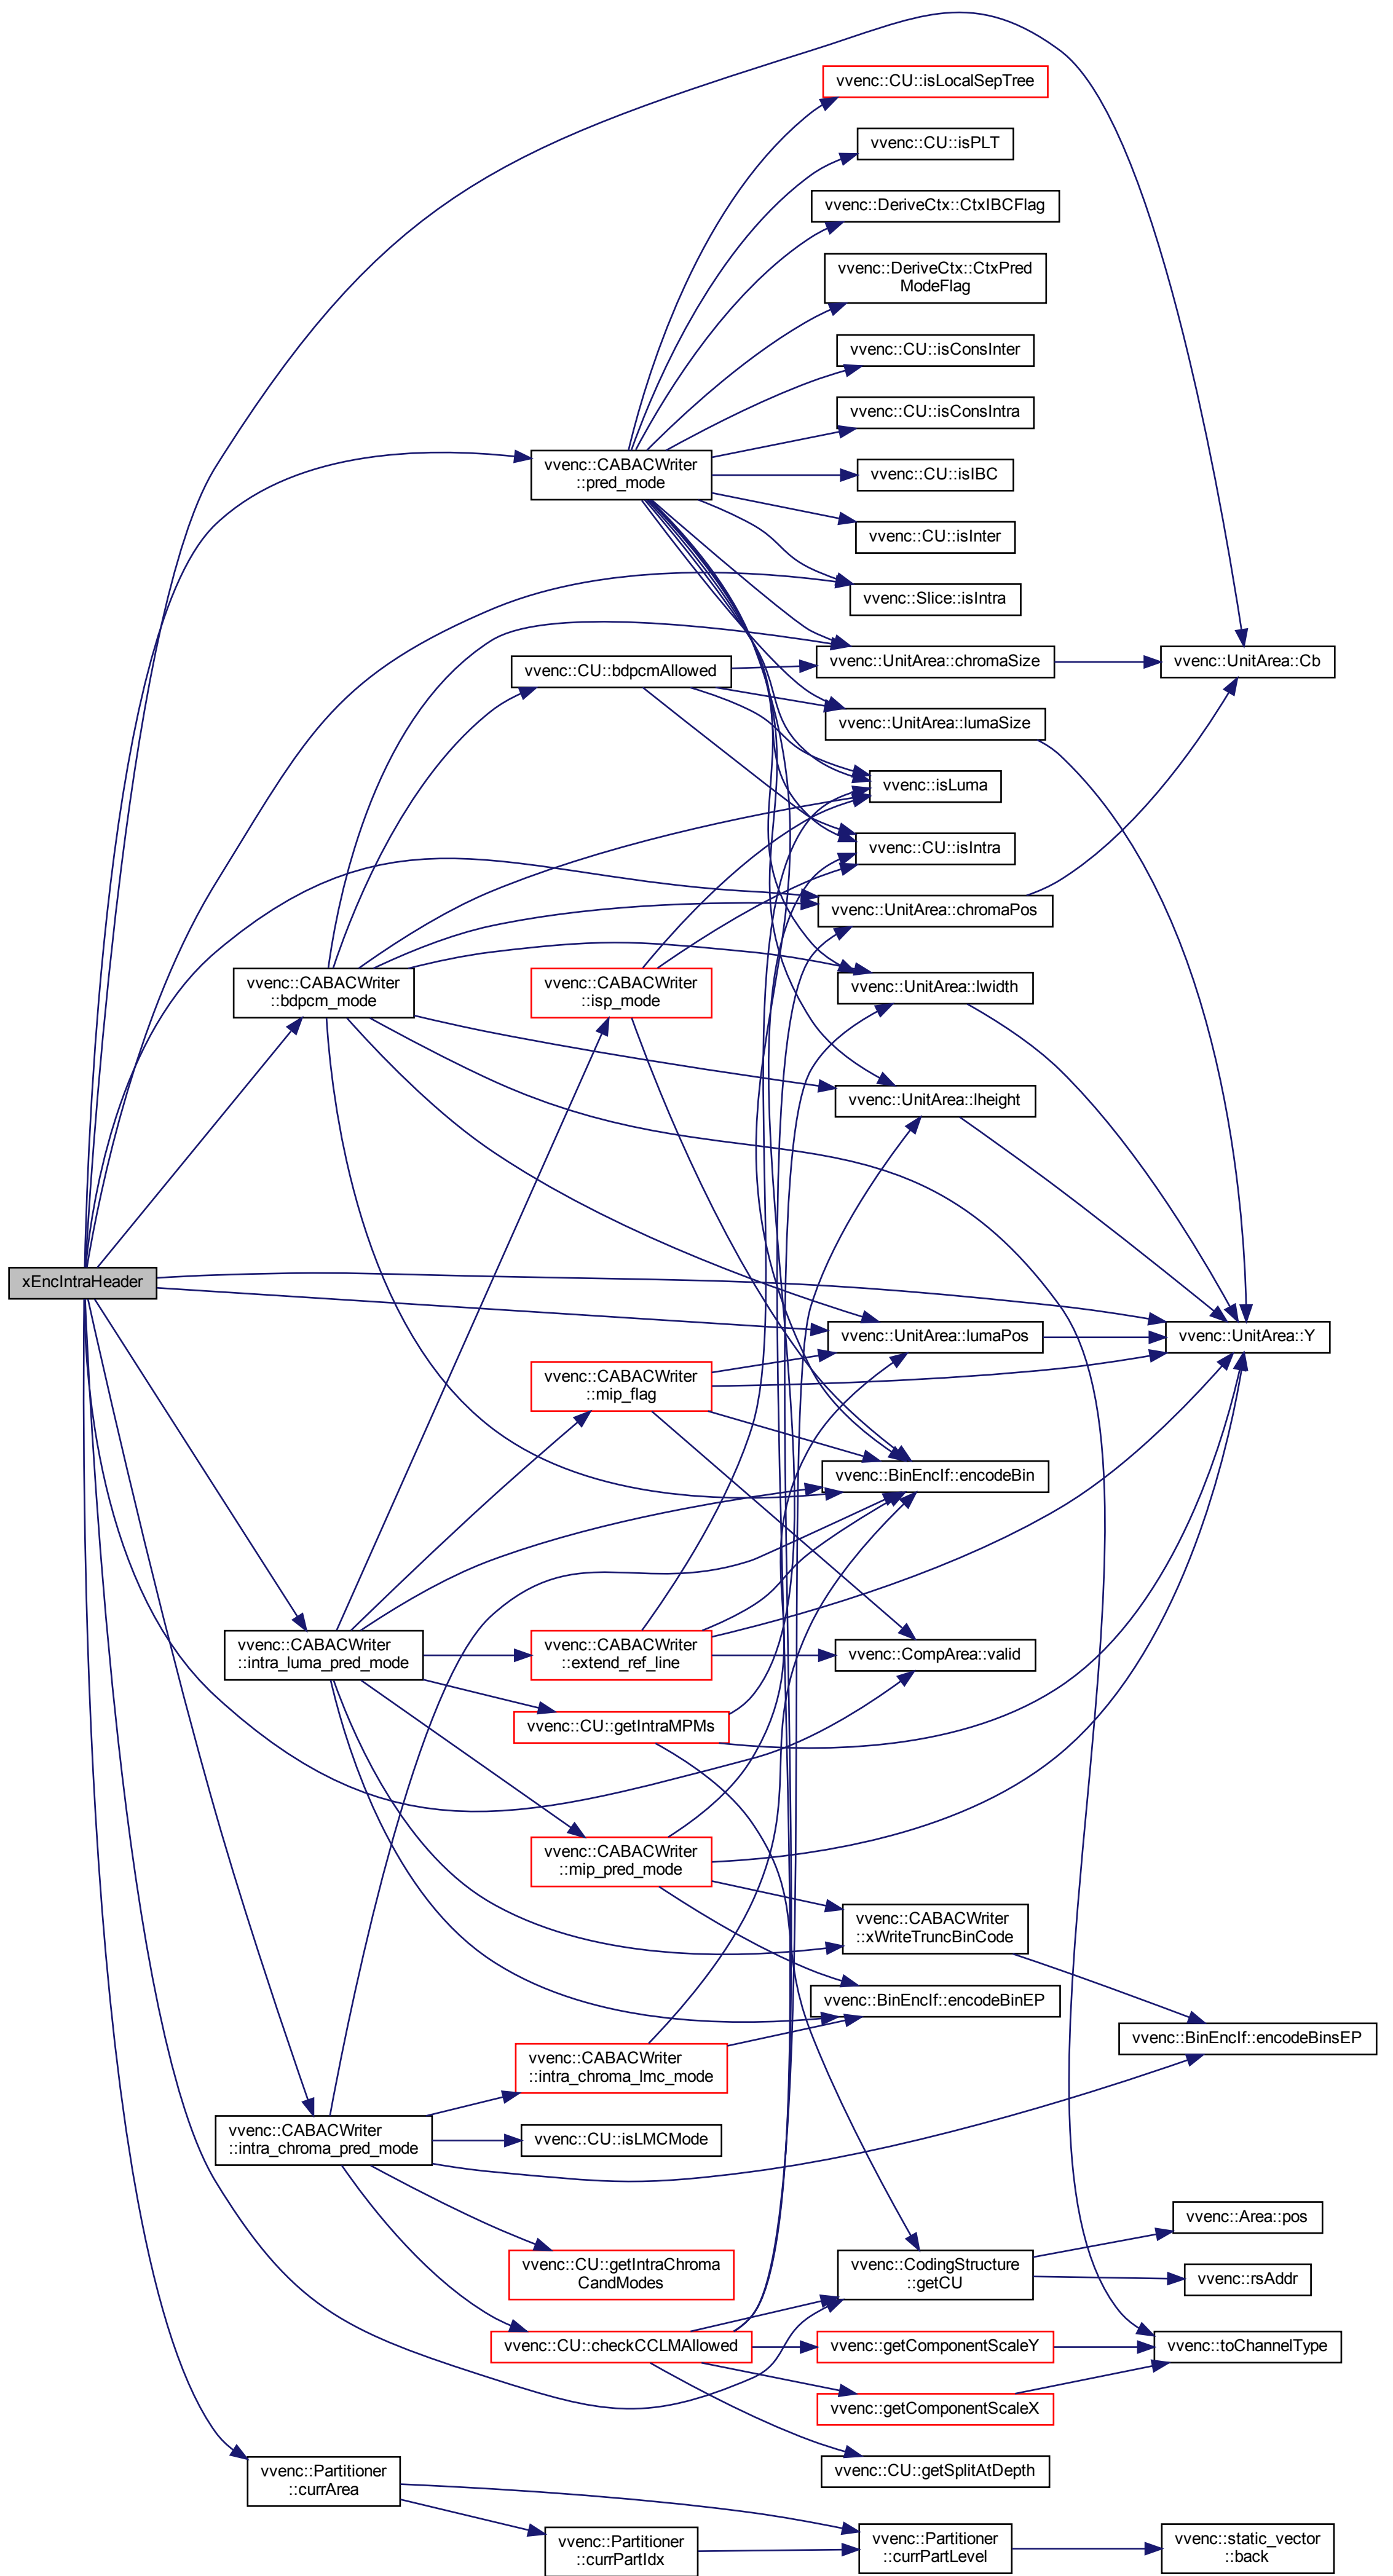 vvenc::CU::isLocalSepTree
vvenc::CU::isPLT
vvenc::DeriveCtx::CtxIBCFlag
vvenc::DeriveCtx::CtxPred
ModeFlag
vvenc::CU::isConsInter
vvenc::CU::isConsIntra
vvenc::CABACWriter
::pred_mode
vvenc::CU::isIBC
vvenc::CU::isInter
vvenc::Slice::isIntra
vvenc::CU::bdpcmAllowed
vvenc::UnitArea::chromaSize
vvenc::UnitArea::Cb
vvenc::UnitArea::lumaSize
vvenc::isLuma
vvenc::CU::isIntra
vvenc::UnitArea::chromaPos
vvenc::CABACWriter
::bdpcm_mode
vvenc::CABACWriter
::isp_mode
vvenc::UnitArea::lwidth
vvenc::UnitArea::lheight
xEncIntraHeader
vvenc::UnitArea::lumaPos
vvenc::UnitArea::Y
vvenc::CABACWriter
::mip_flag
vvenc::BinEncIf::encodeBin
vvenc::CABACWriter
::intra_luma_pred_mode
vvenc::CABACWriter
::extend_ref_line
vvenc::CompArea::valid
vvenc::CU::getIntraMPMs
vvenc::CABACWriter
::mip_pred_mode
vvenc::CABACWriter
::xWriteTruncBinCode
vvenc::BinEncIf::encodeBinEP
vvenc::BinEncIf::encodeBinsEP
vvenc::CABACWriter
::intra_chroma_lmc_mode
vvenc::CABACWriter
::intra_chroma_pred_mode
vvenc::CU::isLMCMode
vvenc::Area::pos
vvenc::CU::getIntraChroma
CandModes
vvenc::CodingStructure
::getCU
vvenc::rsAddr
vvenc::CU::checkCCLMAllowed
vvenc::getComponentScaleY
vvenc::toChannelType
vvenc::getComponentScaleX
vvenc::CU::getSplitAtDepth
vvenc::Partitioner
::currArea
vvenc::Partitioner
::currPartIdx
vvenc::Partitioner
::currPartLevel
vvenc::static_vector
::back